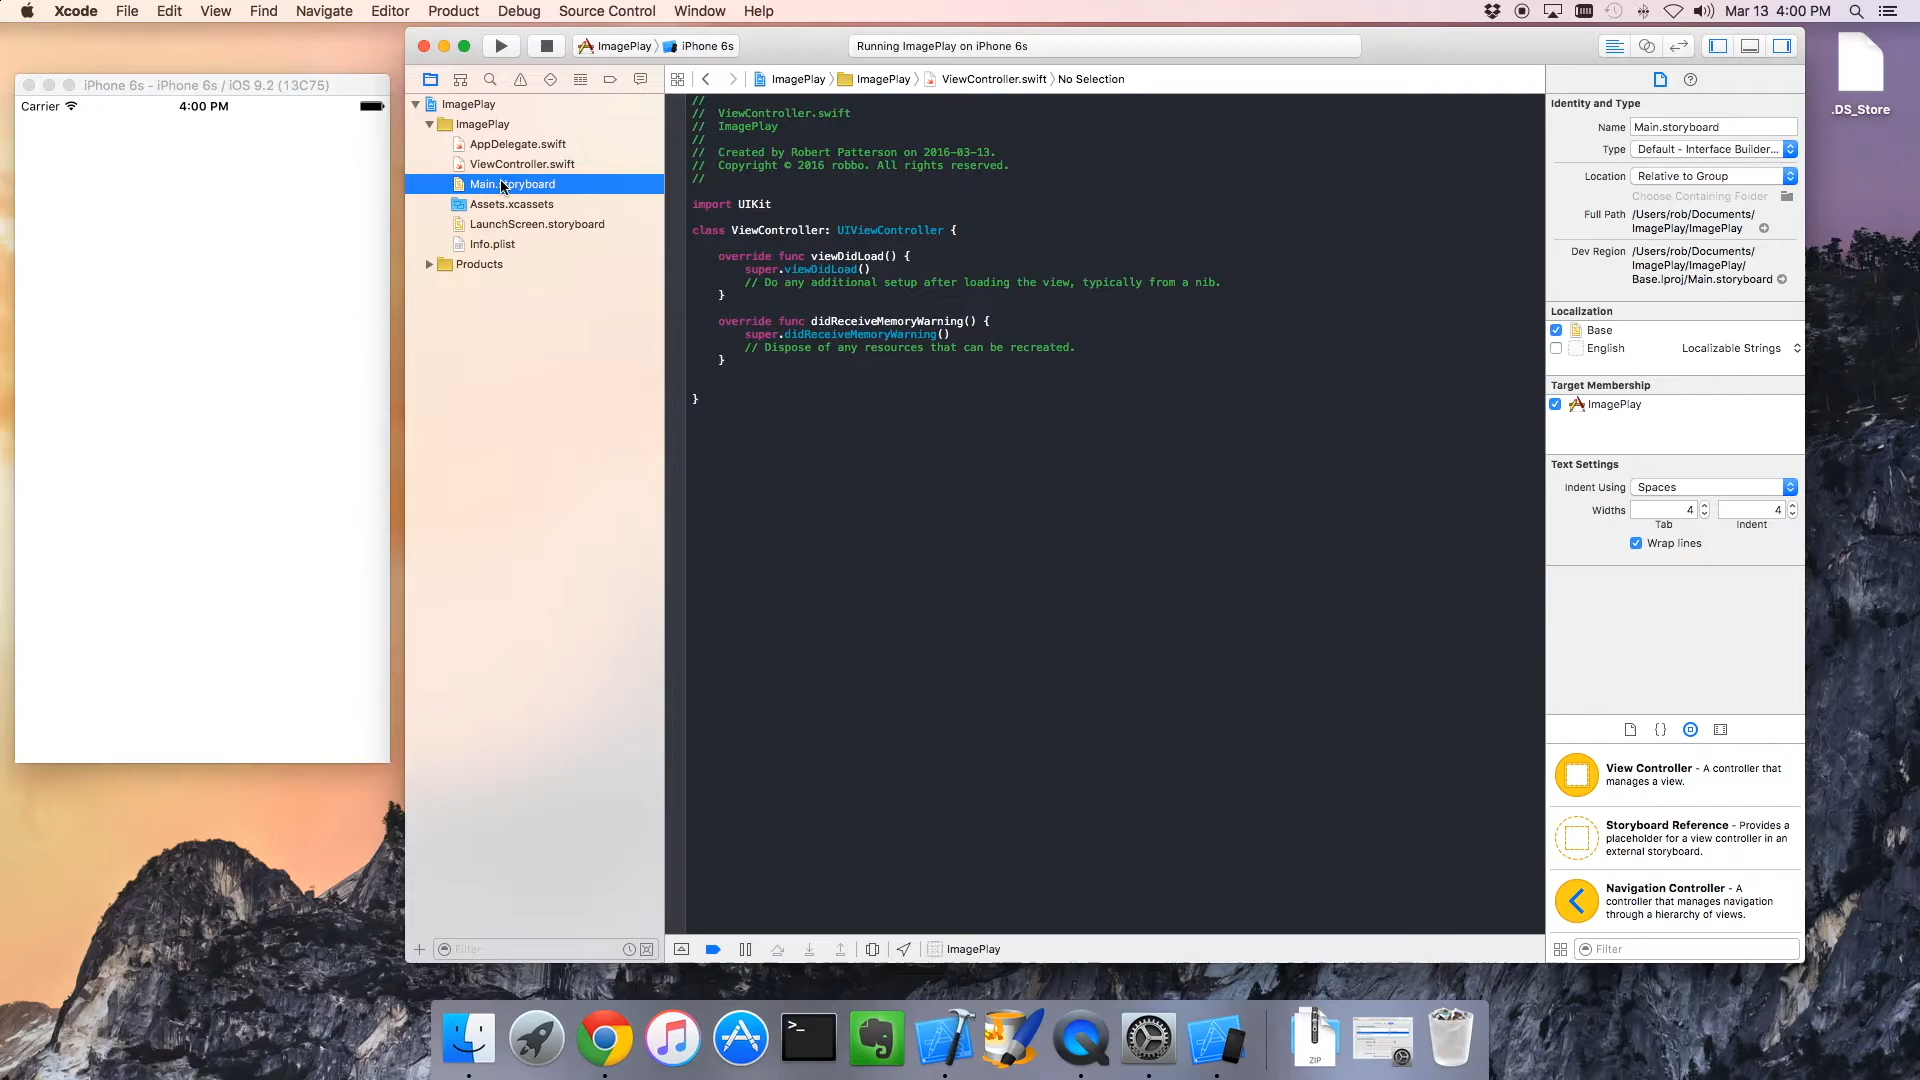 Xcode File Edit View Find Navigate Editor Product Debug Source Control Window Help
Mar 13 4:00 PM
iPhone 6s - iPhone 6s / iOS 9.2 (13C75)
Carrier 4:00 PM
ImagePlay iPhone 6s
Running ImagePlay on iPhone 6s
ImagePlay ImagePlay ViewController.swift No Selection
ImagePlay
ImagePlay
AppDelegate.swift
ViewController.swift
Main.storyboard
Assets.xcassets
LaunchScreen.storyboard
Info.plist
Products
Filter
//
// ViewController.swift
// ImagePlay
//
// Created by Robert Patterson on 2016-03-13.
// Copyright © 2016 robbo. All rights reserved.
//
import UIKit
class ViewController: UIViewController {
override func viewDidLoad() {
super.viewDidLoad()
// Do any additional setup after loading the view, typically from a nib.
}
override func didReceiveMemoryWarning() {
super.didReceiveMemoryWarning()
// Dispose of any resources that can be recreated.
}
}
ImagePlay
Identity and Type
Name Main.storyboard
Type Default - Interface Builder...
Location Relative to Group
Choose Containing Folder
Full Path /Users/rob/Documents/
ImagePlay/ImagePlay
Dev Region /Users/rob/Documents/
ImagePlay/ImagePlay/
Base.lproj/Main.storyboard
Localization
Base
English Localizable Strings
Target Membership
ImagePlay
Text Settings
Indent Using Spaces
Widths 4 4
Tab Indent
Wrap lines
View Controller - A controller that
manages a view.
Storyboard Reference - Provides a
placeholder for a view controller in an
external storyboard.
Navigation Controller - A
controller that manages navigation
through a hierarchy of views.
Filter
.DS_Store
ZIP